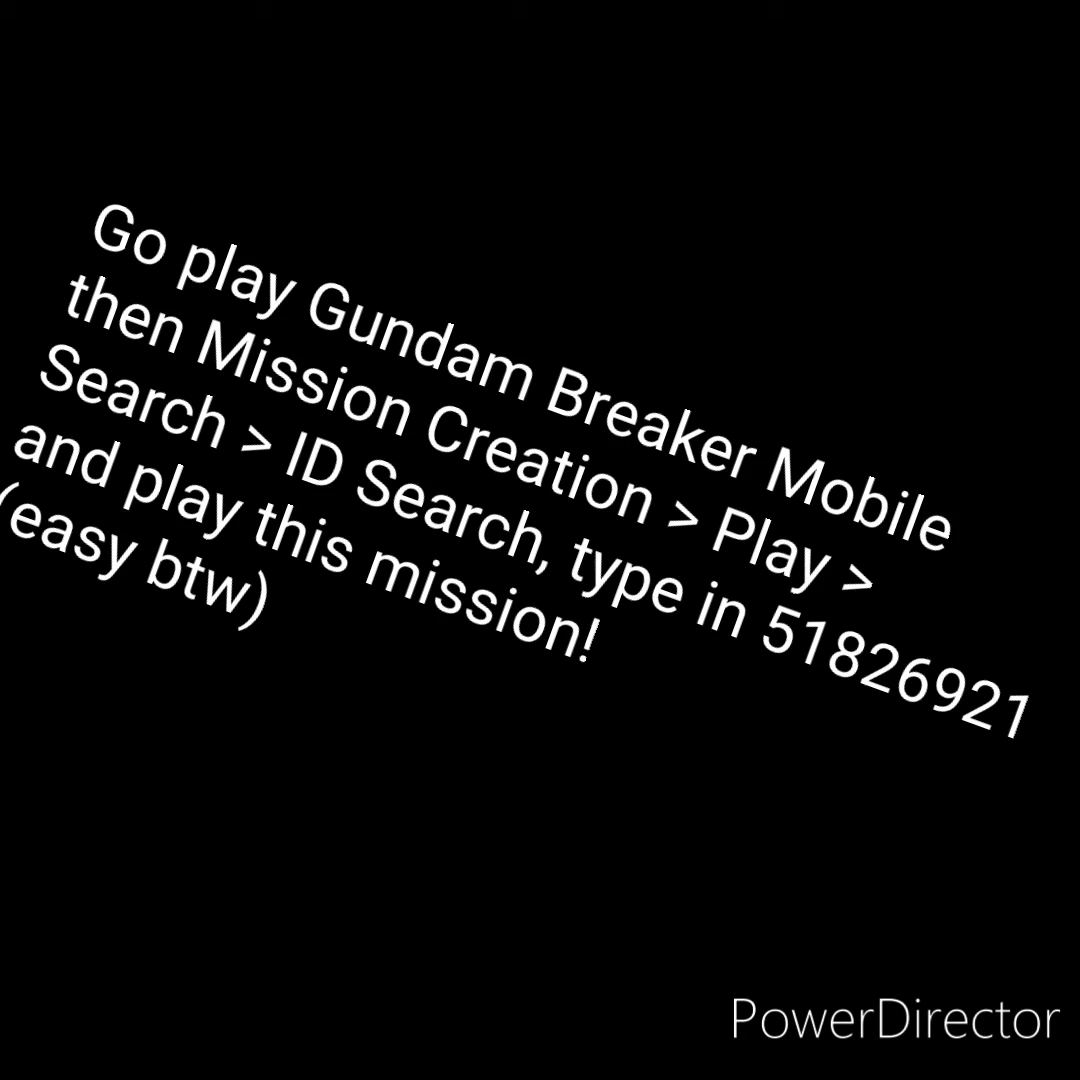 Go play Gundam Breaker Mobile
then Mission Creation > Play >
Search > ID Search, type in 51826921
and play this mission!
(easy btw)
PowerDirector